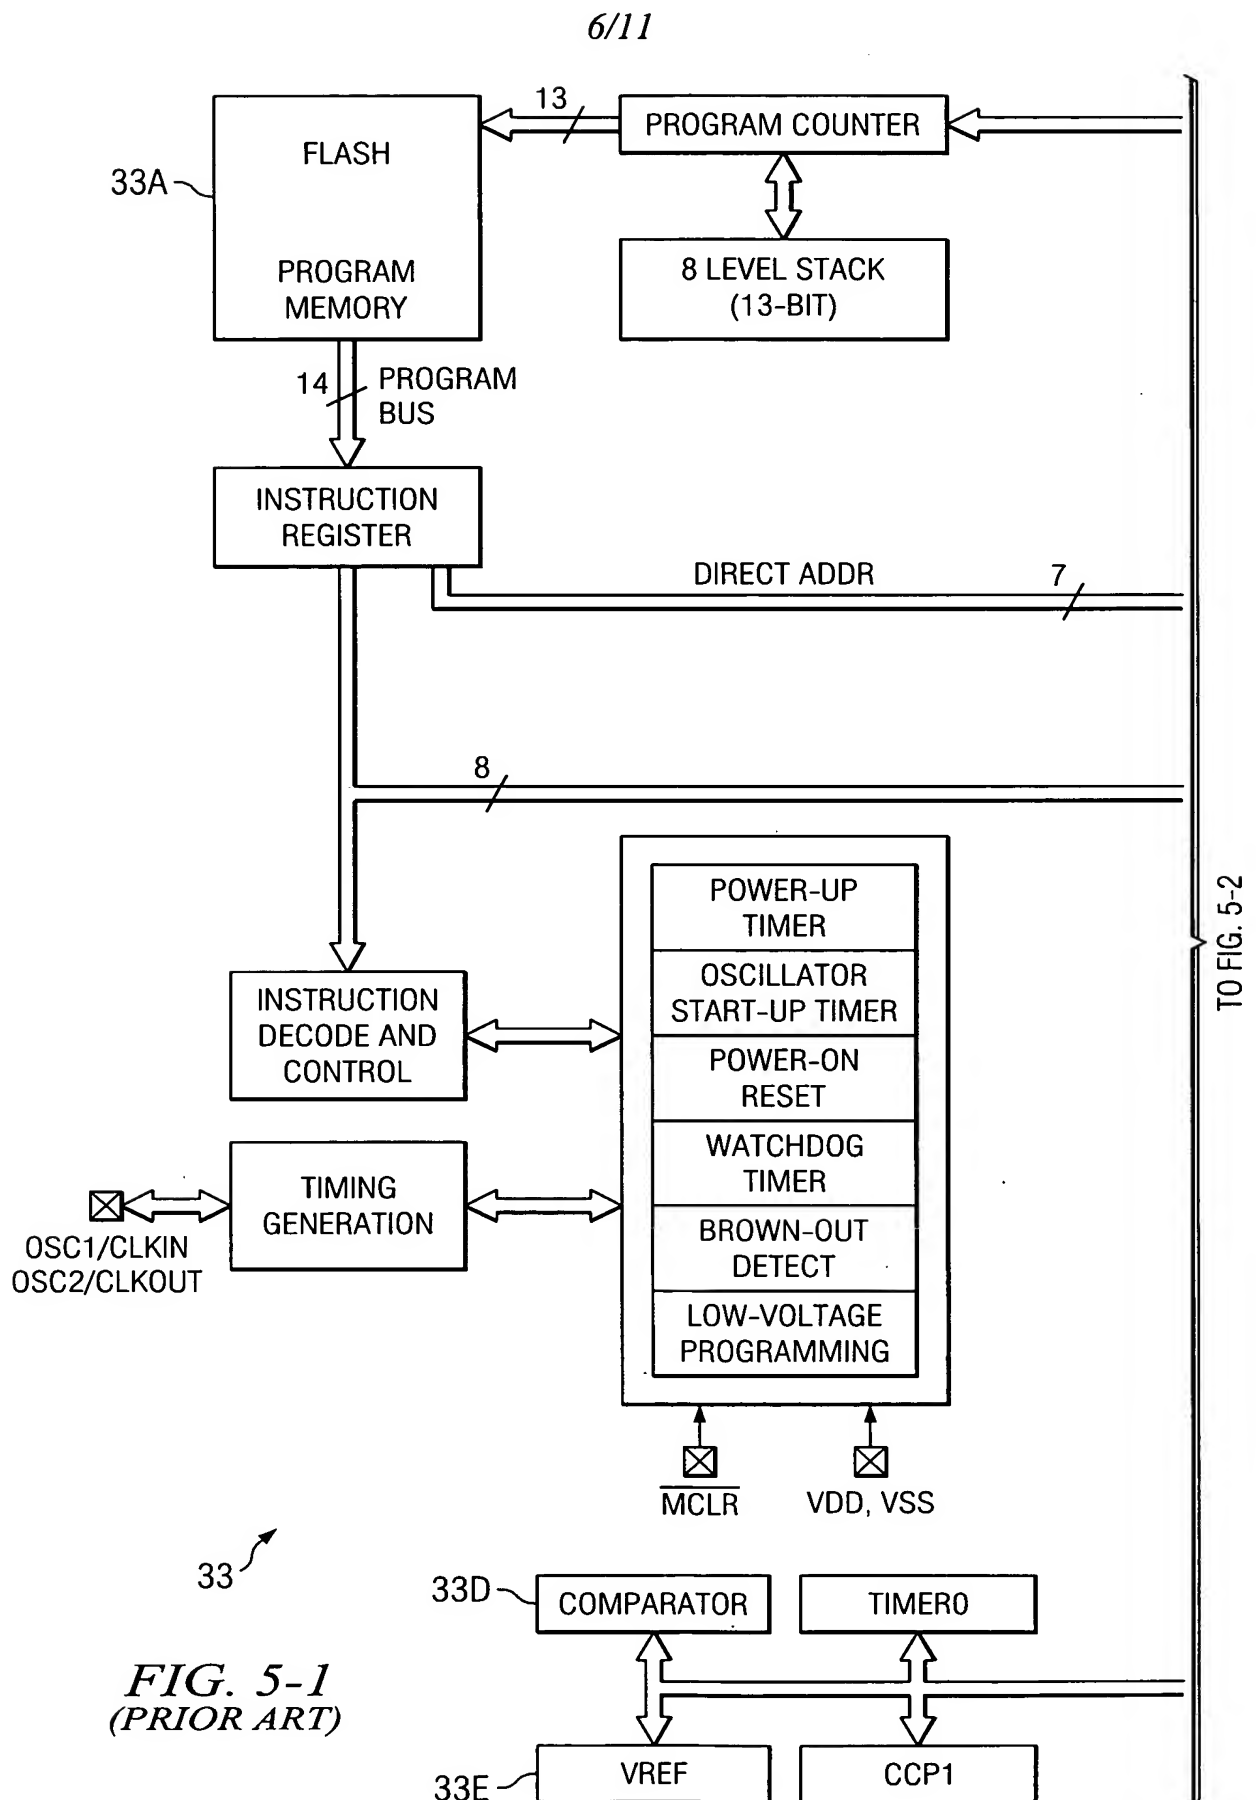 6/11
13
PROGRAM COUNTER
FLASH
33A
PROGRAM
MEMORY
8 LEVEL STACK
(13-BIT)
14
PROGRAM
BUS
INSTRUCTION
REGISTER
DIRECT ADDR
7
8
POWER-UP
TIMER
OSCILLATOR
START-UP TIMER
POWER-ON
RESET
WATCHDOG
TIMER
BROWN-OUT
DETECT
LOW-VOLTAGE
PROGRAMMING
TO FIG. 5-2
INSTRUCTION
DECODE AND
CONTROL
TIMING
GENERATION
OSC1/CLKIN
OSC2/CLKOUT
MCLR
VDD, VSS
33
33D
COMPARATOR
TIMER0
FIG. 5-1
(PRIOR ART)
33E
VREF
CCP1